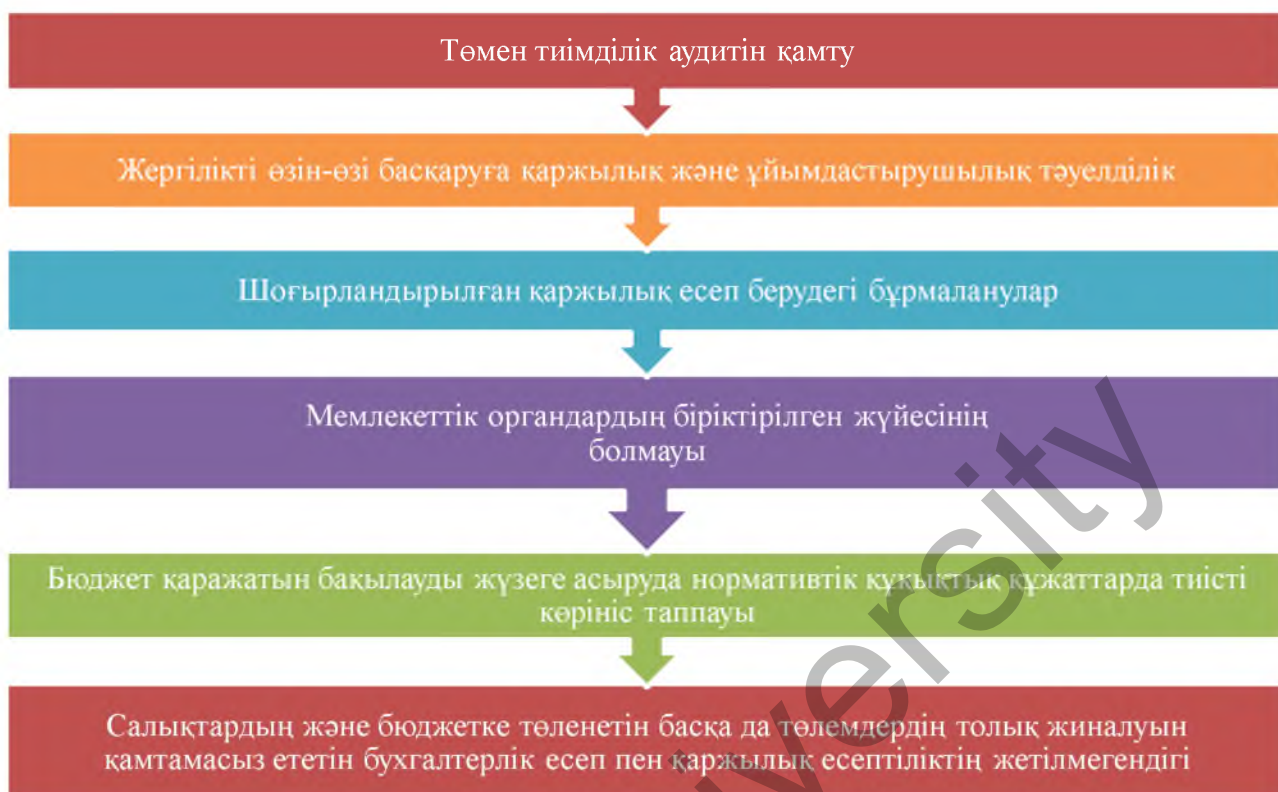 Төмен тиімділік аудитін қамту
Жергілікті өзін-өзі басқаруға қаржылық және ұйымдастырушылық тәуелділік
Шоғырландырылған қаржылық есеп берудегі бұрмаланулар
Мемлекеттік органдардың біріктірілген жүйесінің
болмауы
Бюджет қаражатын бақылауды жүзеге асыруда нормативтік құқықтық құжаттарда тиісті
көрініс таппауы
Салықтардың және бюджетке төленетін басқа да төлемдердің толық жиналуын
қамтамасыз ететін бухгалтерлік есеп пен қаржылық есептіліктің жетілмегендігі
versity